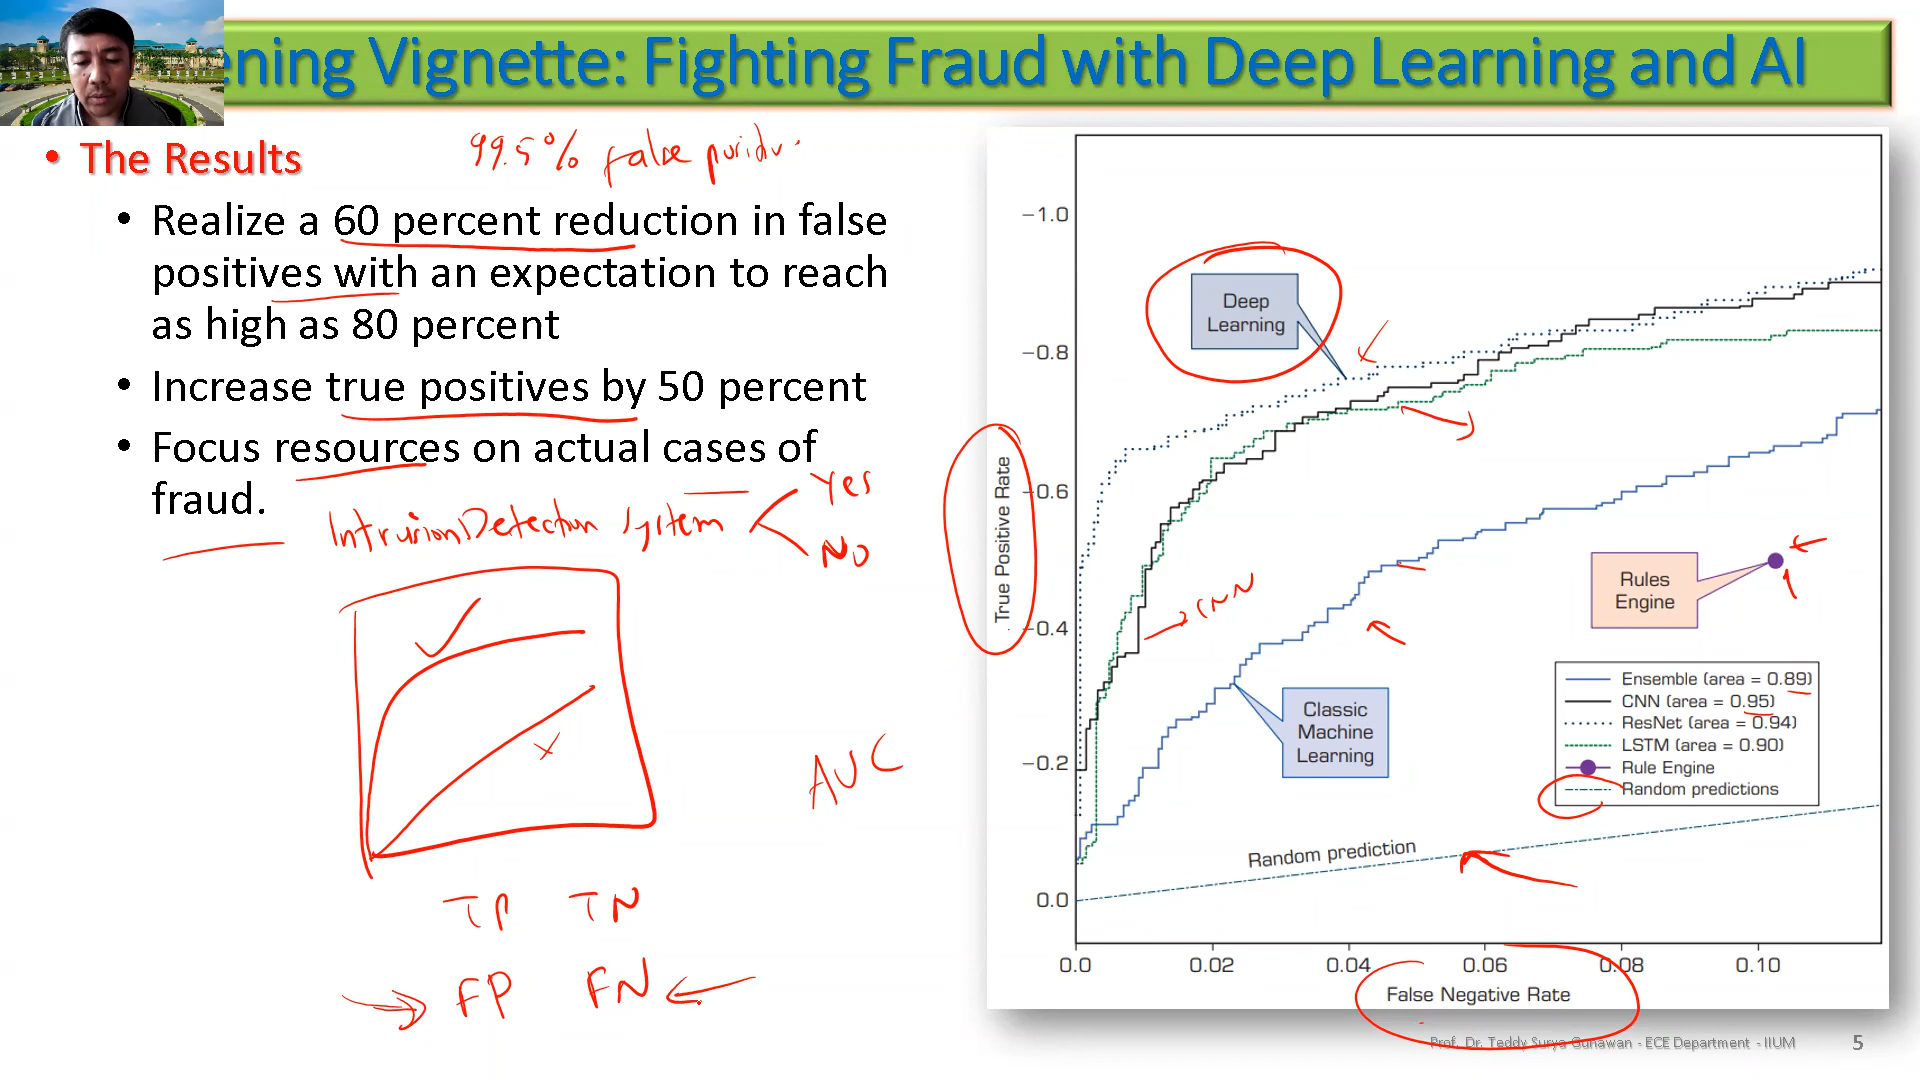 ening Vignette: Fighting Fraud with Deep Learning and AI
• The Results
99.5% false
• Realize a 60 percent reduction in false
positives with an expectation to reach
as high as 80 percent
• Increase true positives by 50 percent
• Focus resources on actual cases of
fraud.
Intrusion Detection System
Yes
No
TP TN
FP FN
AUC
True Positive Rate
–1.0
–0.8
–0.6
–0.4
–0.2
0.0
Deep
Learning
CNN
Rules
Engine
Classic
Machine
Learning
Ensemble (area = 0.89)
CNN (area = 0.95)
ResNet (area = 0.94)
LSTM (area = 0.90)
Rule Engine
Random predictions
Random prediction
0.0 0.02 0.04 0.06 0.08 0.10
False Negative Rate
Prof. Dr. Teddy Surya Gunawan - ECE Department - IIUM
5